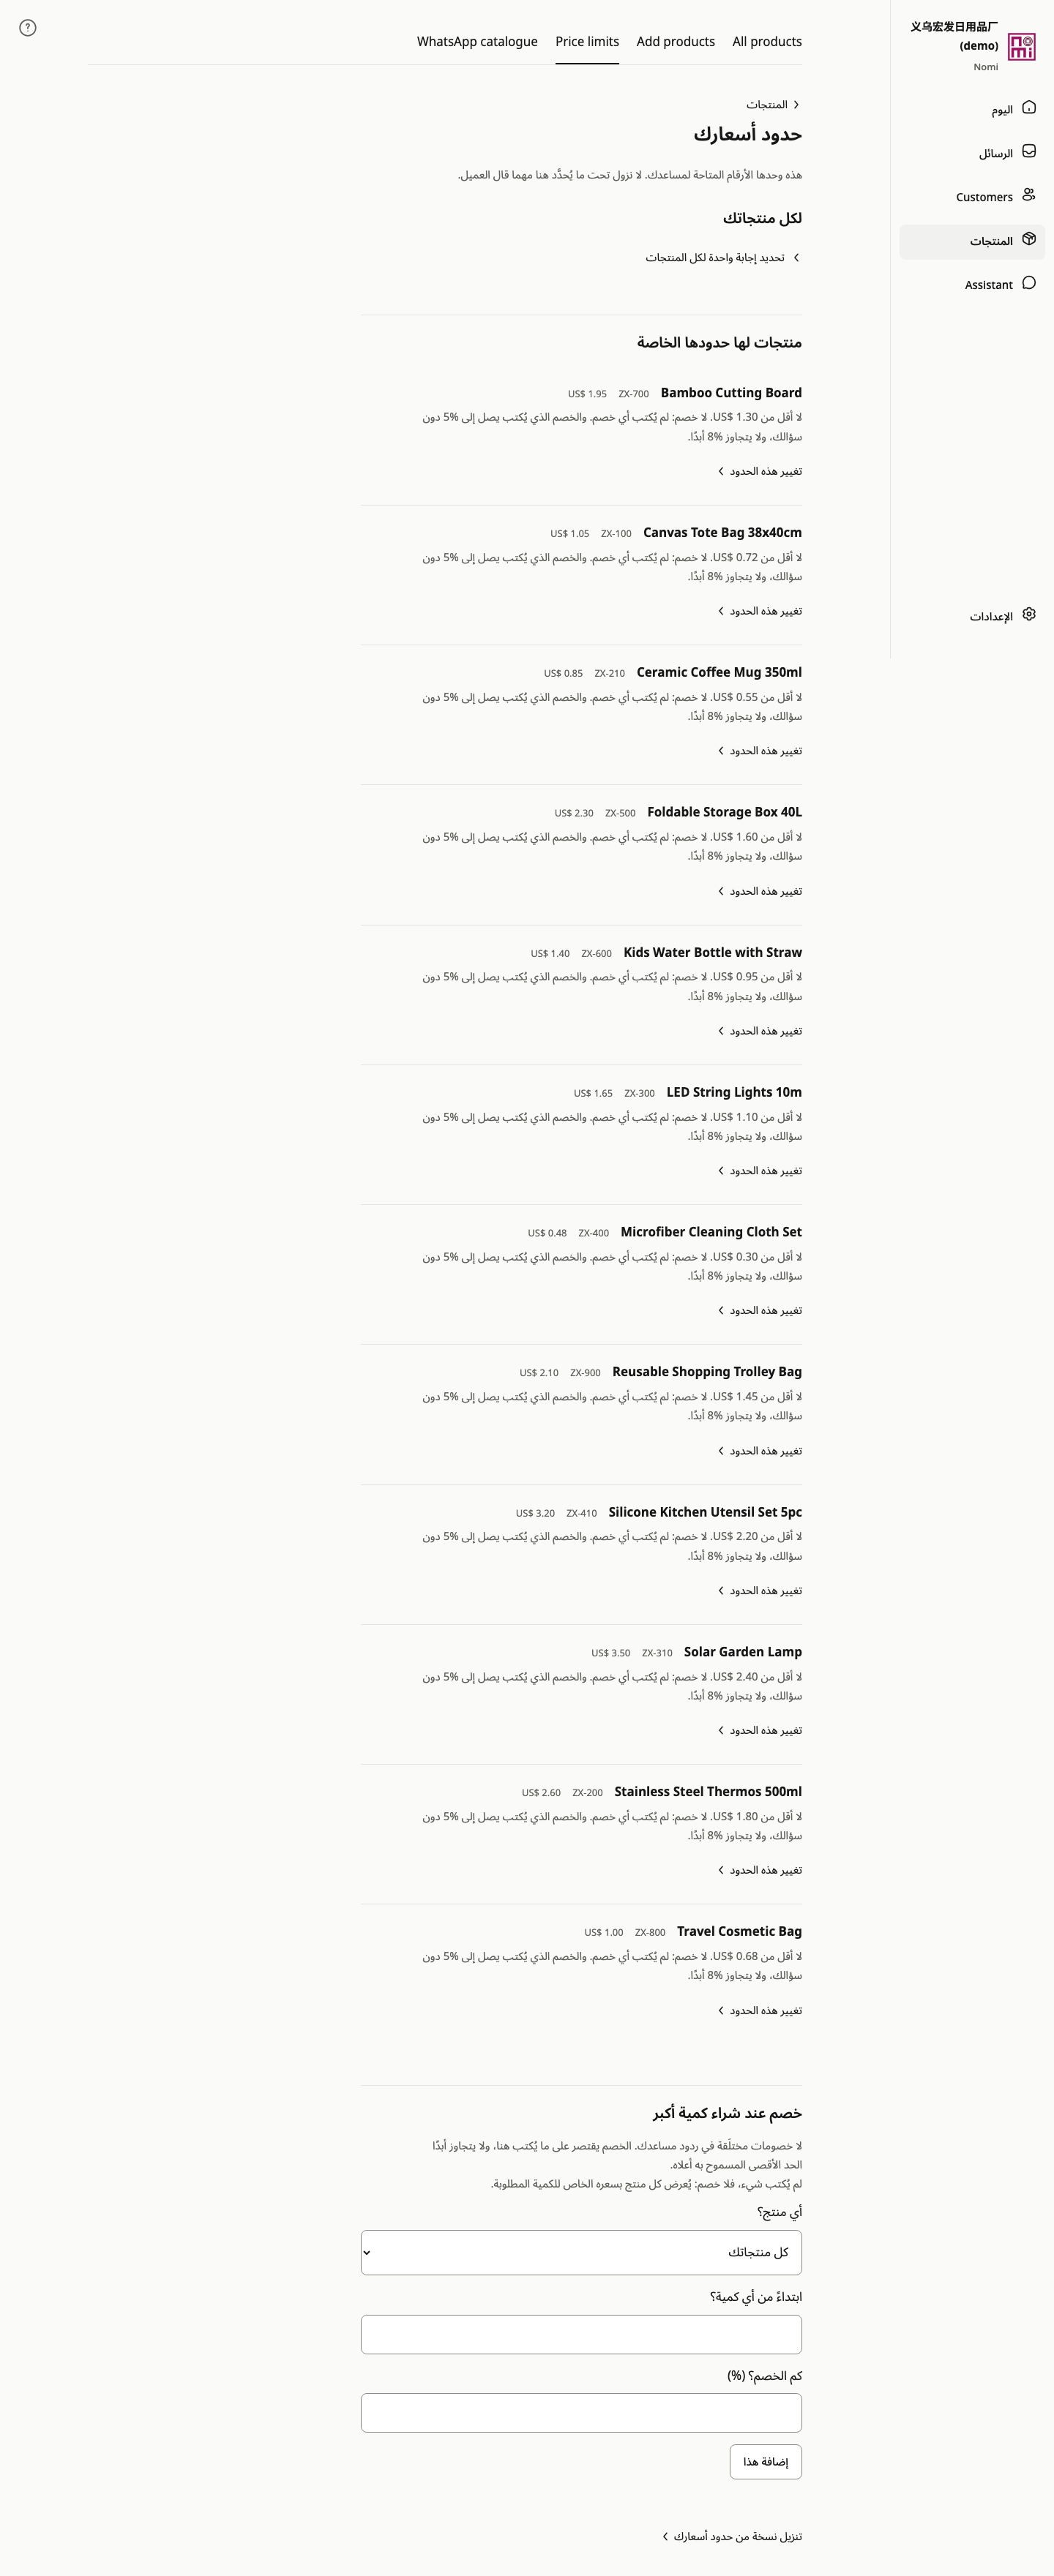 义乌宏发日用品厂
(demo)
Nomi
اليوم
الرسائل
Customers
المنتجات
Assistant
الإعدادات
All products
Add products
Price limits
WhatsApp catalogue
المنتجات
حدود أسعارك
هذه وحدها الأرقام المتاحة لمساعدك. لا نزول تحت ما يُحدَّد هنا مهما قال العميل.
لكل منتجاتك
تحديد إجابة واحدة لكل المنتجات
منتجات لها حدودها الخاصة
Bamboo Cutting Board ZX-700 US$ 1.95
لا أقل من US$ 1.30. لا خصم: لم يُكتب أي خصم. والخصم الذي يُكتب يصل إلى 5% دون
سؤالك، ولا يتجاوز 8% أبدًا.
تغيير هذه الحدود
Canvas Tote Bag 38x40cm ZX-100 US$ 1.05
لا أقل من US$ 0.72. لا خصم: لم يُكتب أي خصم. والخصم الذي يُكتب يصل إلى 5% دون
سؤالك، ولا يتجاوز 8% أبدًا.
تغيير هذه الحدود
Ceramic Coffee Mug 350ml ZX-210 US$ 0.85
لا أقل من US$ 0.55. لا خصم: لم يُكتب أي خصم. والخصم الذي يُكتب يصل إلى 5% دون
سؤالك، ولا يتجاوز 8% أبدًا.
تغيير هذه الحدود
Foldable Storage Box 40L ZX-500 US$ 2.30
لا أقل من US$ 1.60. لا خصم: لم يُكتب أي خصم. والخصم الذي يُكتب يصل إلى 5% دون
سؤالك، ولا يتجاوز 8% أبدًا.
تغيير هذه الحدود
Kids Water Bottle with Straw ZX-600 US$ 1.40
لا أقل من US$ 0.95. لا خصم: لم يُكتب أي خصم. والخصم الذي يُكتب يصل إلى 5% دون
سؤالك، ولا يتجاوز 8% أبدًا.
تغيير هذه الحدود
LED String Lights 10m ZX-300 US$ 1.65
لا أقل من US$ 1.10. لا خصم: لم يُكتب أي خصم. والخصم الذي يُكتب يصل إلى 5% دون
سؤالك، ولا يتجاوز 8% أبدًا.
تغيير هذه الحدود
Microfiber Cleaning Cloth Set ZX-400 US$ 0.48
لا أقل من US$ 0.30. لا خصم: لم يُكتب أي خصم. والخصم الذي يُكتب يصل إلى 5% دون
سؤالك، ولا يتجاوز 8% أبدًا.
تغيير هذه الحدود
Reusable Shopping Trolley Bag ZX-900 US$ 2.10
لا أقل من US$ 1.45. لا خصم: لم يُكتب أي خصم. والخصم الذي يُكتب يصل إلى 5% دون
سؤالك، ولا يتجاوز 8% أبدًا.
تغيير هذه الحدود
Silicone Kitchen Utensil Set 5pc ZX-410 US$ 3.20
لا أقل من US$ 2.20. لا خصم: لم يُكتب أي خصم. والخصم الذي يُكتب يصل إلى 5% دون
سؤالك، ولا يتجاوز 8% أبدًا.
تغيير هذه الحدود
Solar Garden Lamp ZX-310 US$ 3.50
لا أقل من US$ 2.40. لا خصم: لم يُكتب أي خصم. والخصم الذي يُكتب يصل إلى 5% دون
سؤالك، ولا يتجاوز 8% أبدًا.
تغيير هذه الحدود
Stainless Steel Thermos 500ml ZX-200 US$ 2.60
لا أقل من US$ 1.80. لا خصم: لم يُكتب أي خصم. والخصم الذي يُكتب يصل إلى 5% دون
سؤالك، ولا يتجاوز 8% أبدًا.
تغيير هذه الحدود
Travel Cosmetic Bag ZX-800 US$ 1.00
لا أقل من US$ 0.68. لا خصم: لم يُكتب أي خصم. والخصم الذي يُكتب يصل إلى 5% دون
سؤالك، ولا يتجاوز 8% أبدًا.
تغيير هذه الحدود
خصم عند شراء كمية أكبر
لا خصومات مختلَقة في ردود مساعدك. الخصم يقتصر على ما يُكتب هنا، ولا يتجاوز أبدًا
الحد الأقصى المسموح به أعلاه.
لم يُكتب شيء، فلا خصم: يُعرض كل منتج بسعره الخاص للكمية المطلوبة.
أي منتج؟
كل منتجاتك
ابتداءً من أي كمية؟
كم الخصم؟ (%)
إضافة هذا
تنزيل نسخة من حدود أسعارك